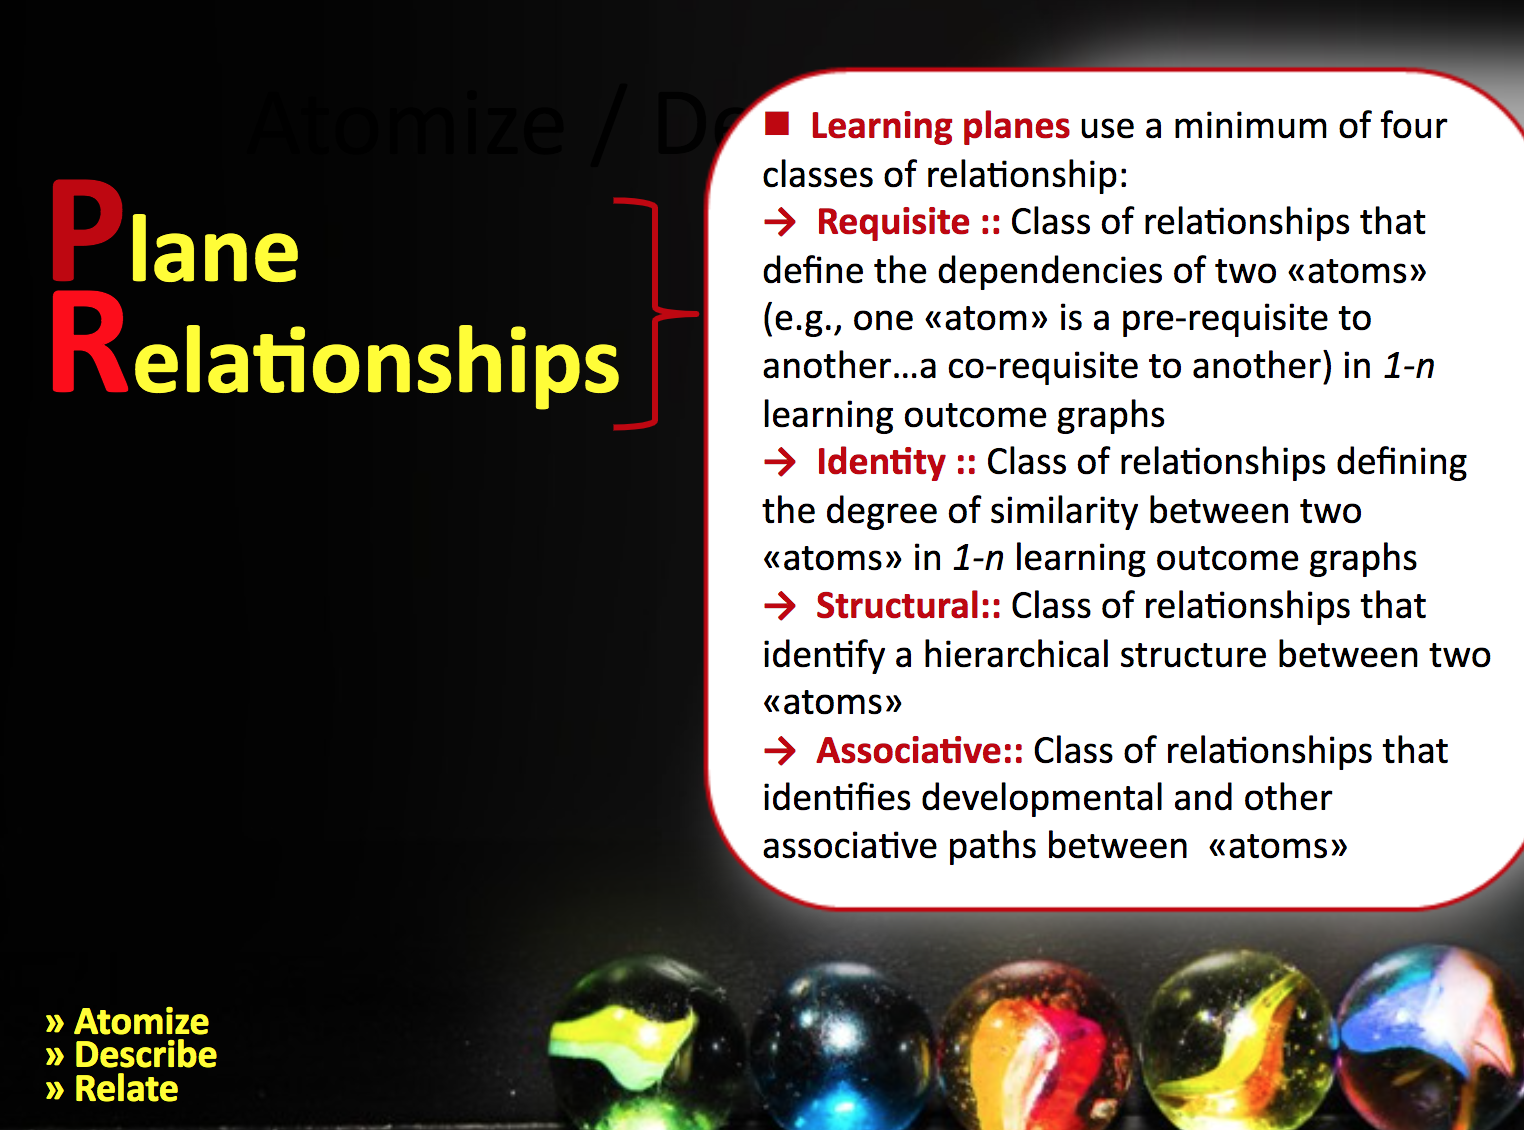 Atomize / De
Plane
Relationships
■ Learning planes use a minimum of four
classes of relationship:
→ Requisite :: Class of relationships that
define the dependencies of two «atoms»
(e.g., one «atom» is a pre-requisite to
another…a co-requisite to another) in 1-n
learning outcome graphs
→ Identity :: Class of relationships defining
the degree of similarity between two
«atoms» in 1-n learning outcome graphs
→ Structural:: Class of relationships that
identify a hierarchical structure between two
«atoms»
→ Associative:: Class of relationships that
identifies developmental and other
associative paths between «atoms»
» Atomize
» Describe
» Relate